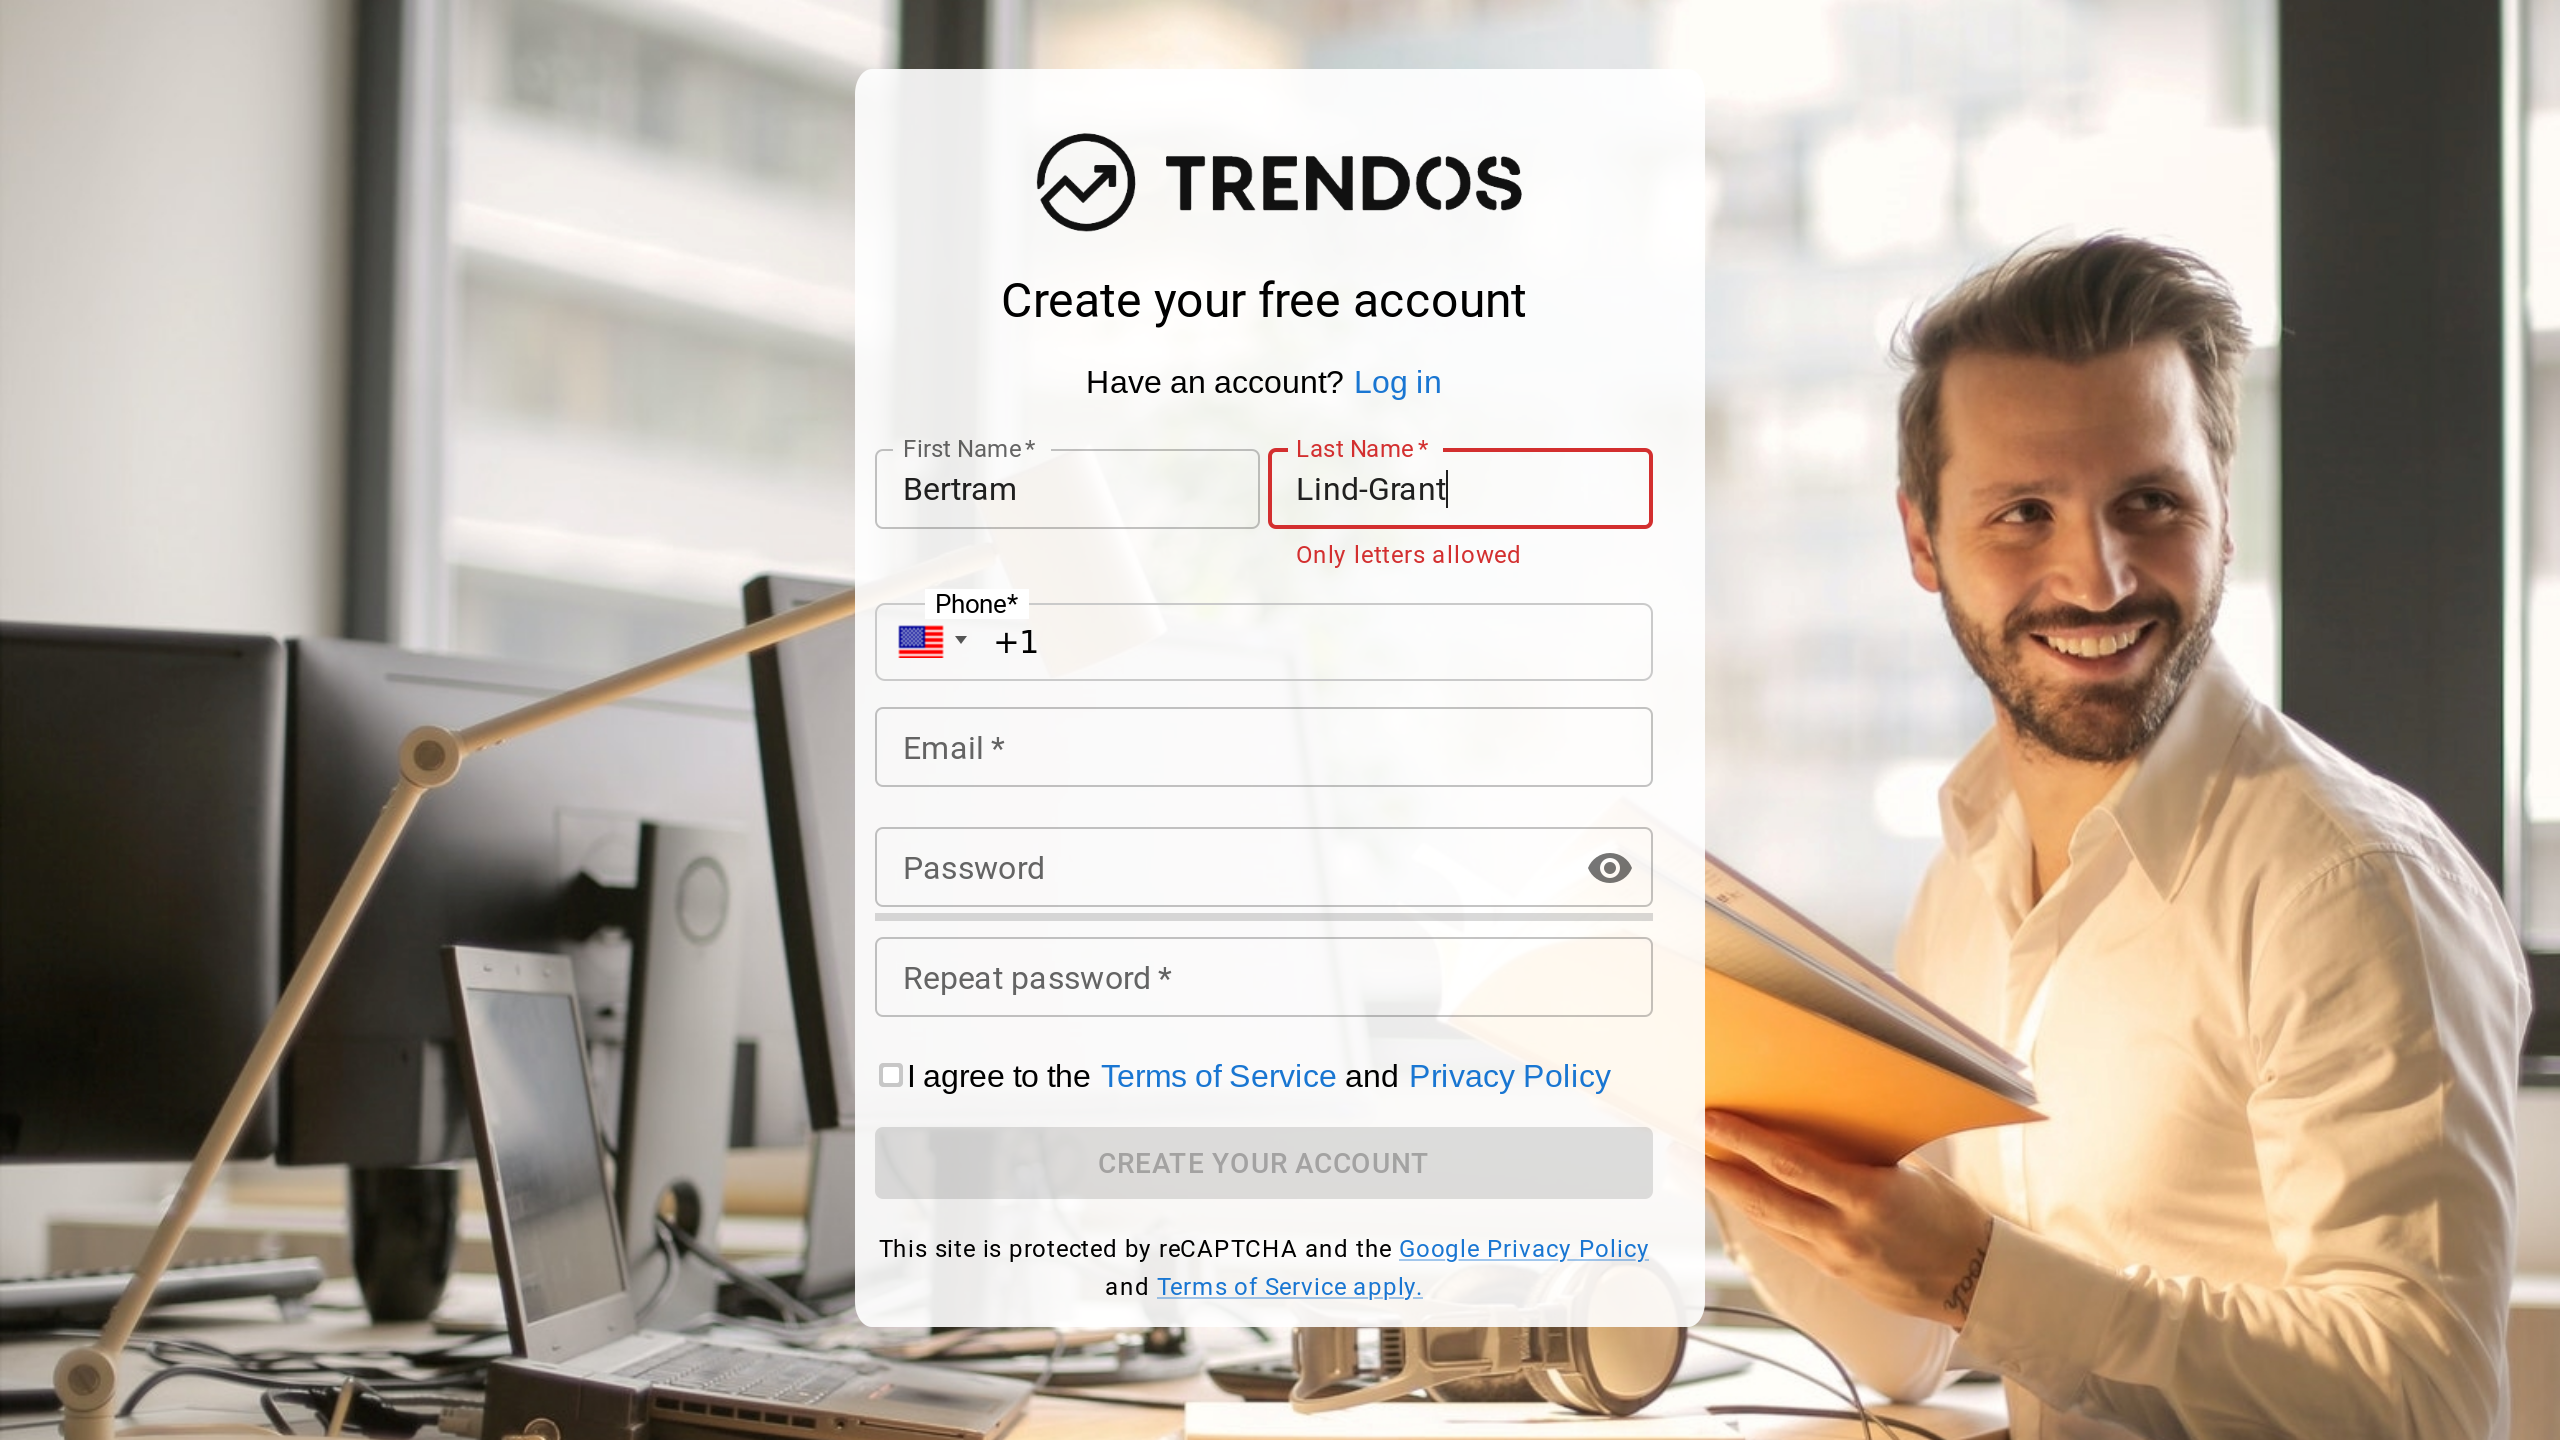 TRENDOS
Create your free account
Have an account? Log in
First Name *
Bertram
Last Name *
Lind-Grant
Only letters allowed
Phone*
+1
Email *
Password
Repeat password *
I agree to the Terms of Service and Privacy Policy
CREATE YOUR ACCOUNT
This site is protected by reCAPTCHA and the Google Privacy Policy
and Terms of Service apply.